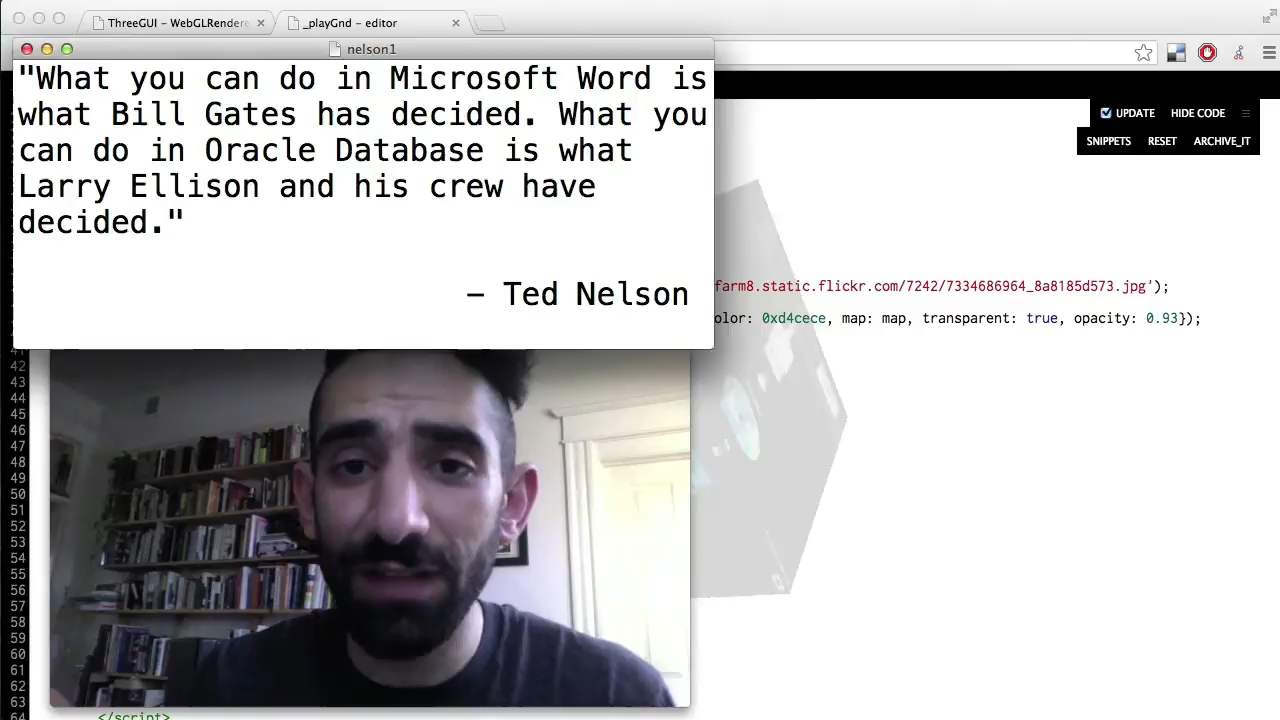 ThreeGUI – WebGLRendere
_playGnd – editor
nelson1
"What you can do in Microsoft Word is
what Bill Gates has decided. What you
can do in Oracle Database is what
Larry Ellison and his crew have
decided."
– Ted Nelson
UPDATE HIDE CODE
SNIPPETS RESET ARCHIVE_IT
farm8.static.flickr.com/7242/7334686964_8a8185d573.jpg');
olor: 0xd4cece, map: map, transparent: true, opacity: 0.93});
42
43
44
45
46
47
48
49
50
51
52
53
54
55
56
57
58
59
60
61
62
63
64
</script>